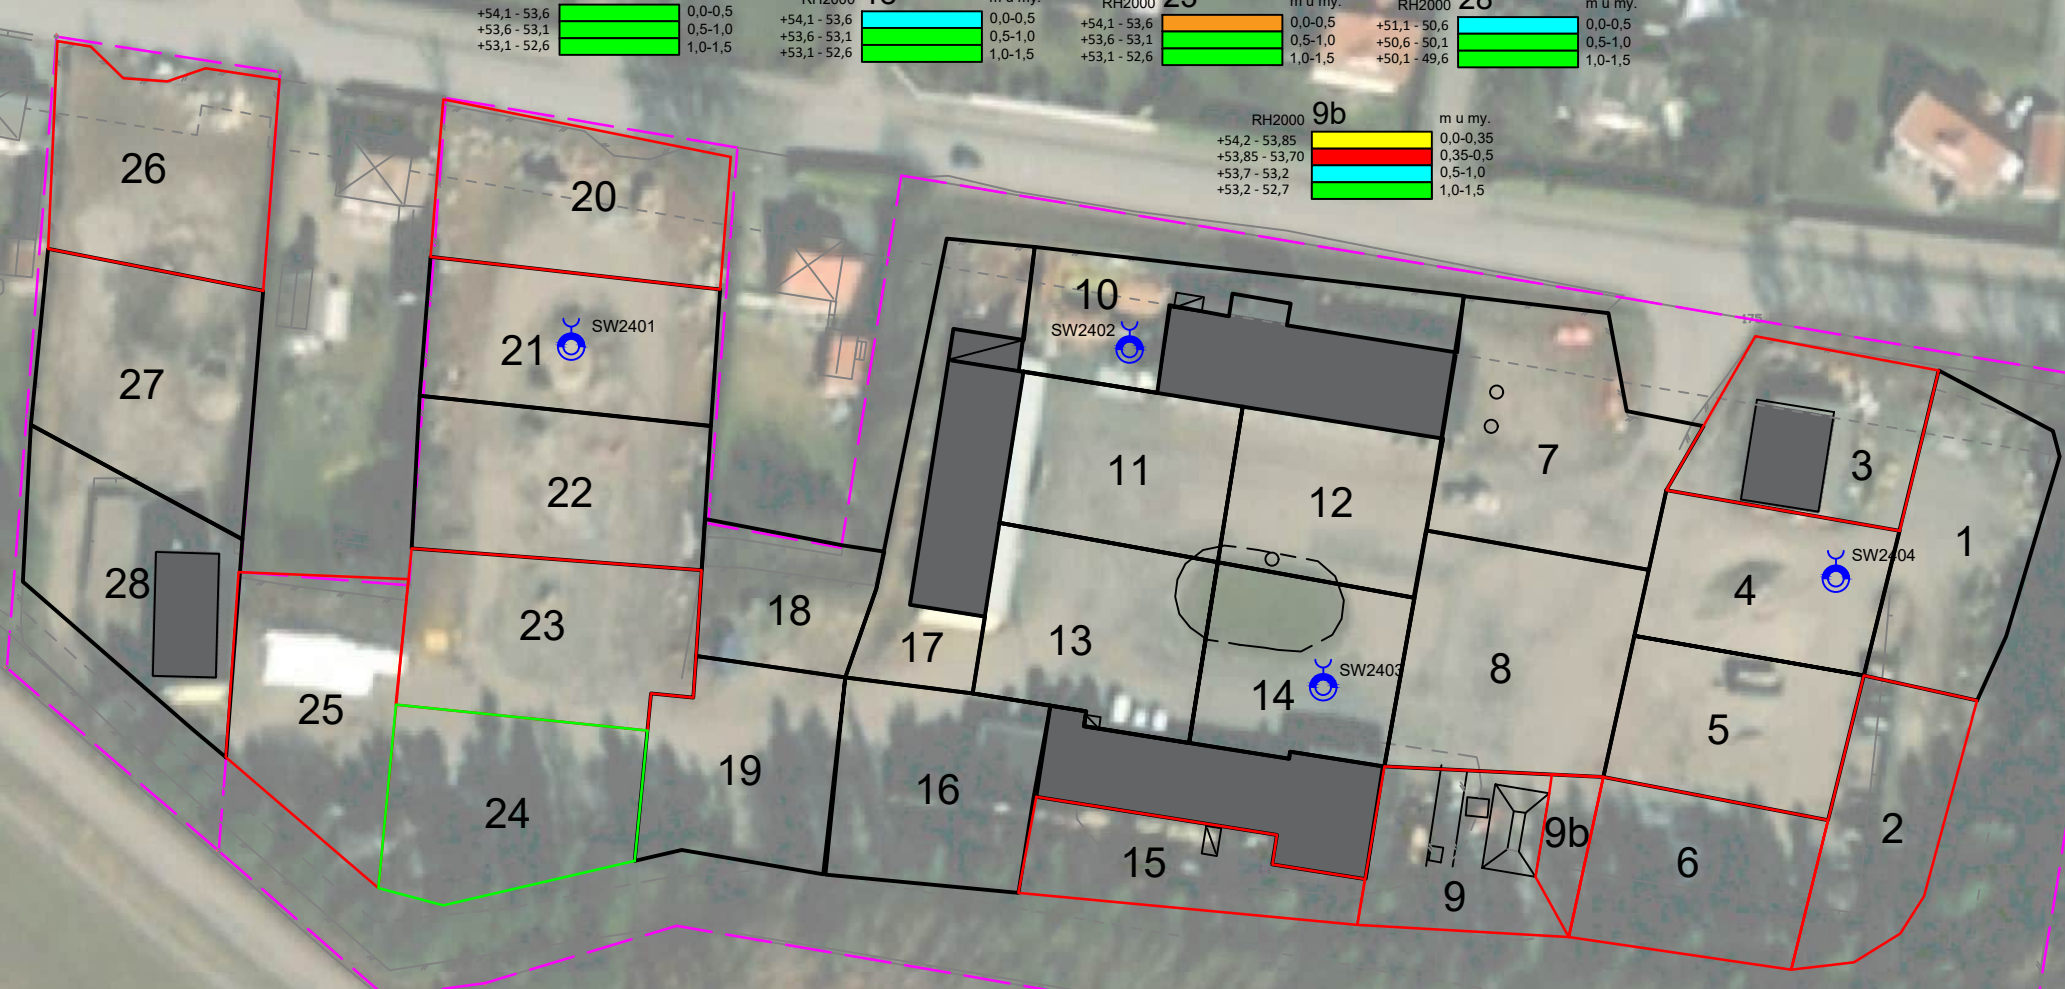 +54,1 - 53,6 0,0-0,5
+53,6 - 53,1 0,5-1,0
+53,1 - 52,6 1,0-1,5
+54,1 - 53,6 0,0-0,5
+53,6 - 53,1 0,5-1,0
+53,1 - 52,6 1,0-1,5
RH2000 m u my.
+54,1 - 53,6 0,0-0,5
+53,6 - 53,1 0,5-1,0
+53,1 - 52,6 1,0-1,5
RH2000 28 m u my.
+51,1 - 50,6 0,0-0,5
+50,6 - 50,1 0,5-1,0
+50,1 - 49,6 1,0-1,5
RH2000 9b m u my.
+54,2 - 53,85 0,0-0,35
+53,85 - 53,70 0,35-0,5
+53,7 - 53,2 0,5-1,0
+53,2 - 52,7 1,0-1,5
26
20
10
SW2402
SW2401
21
27
175
7
3
11
12
22
1
SW2404
4
28
18
23
17
13
8
SW2403
14
25
5
19
16
24
2
9b
15
6
9